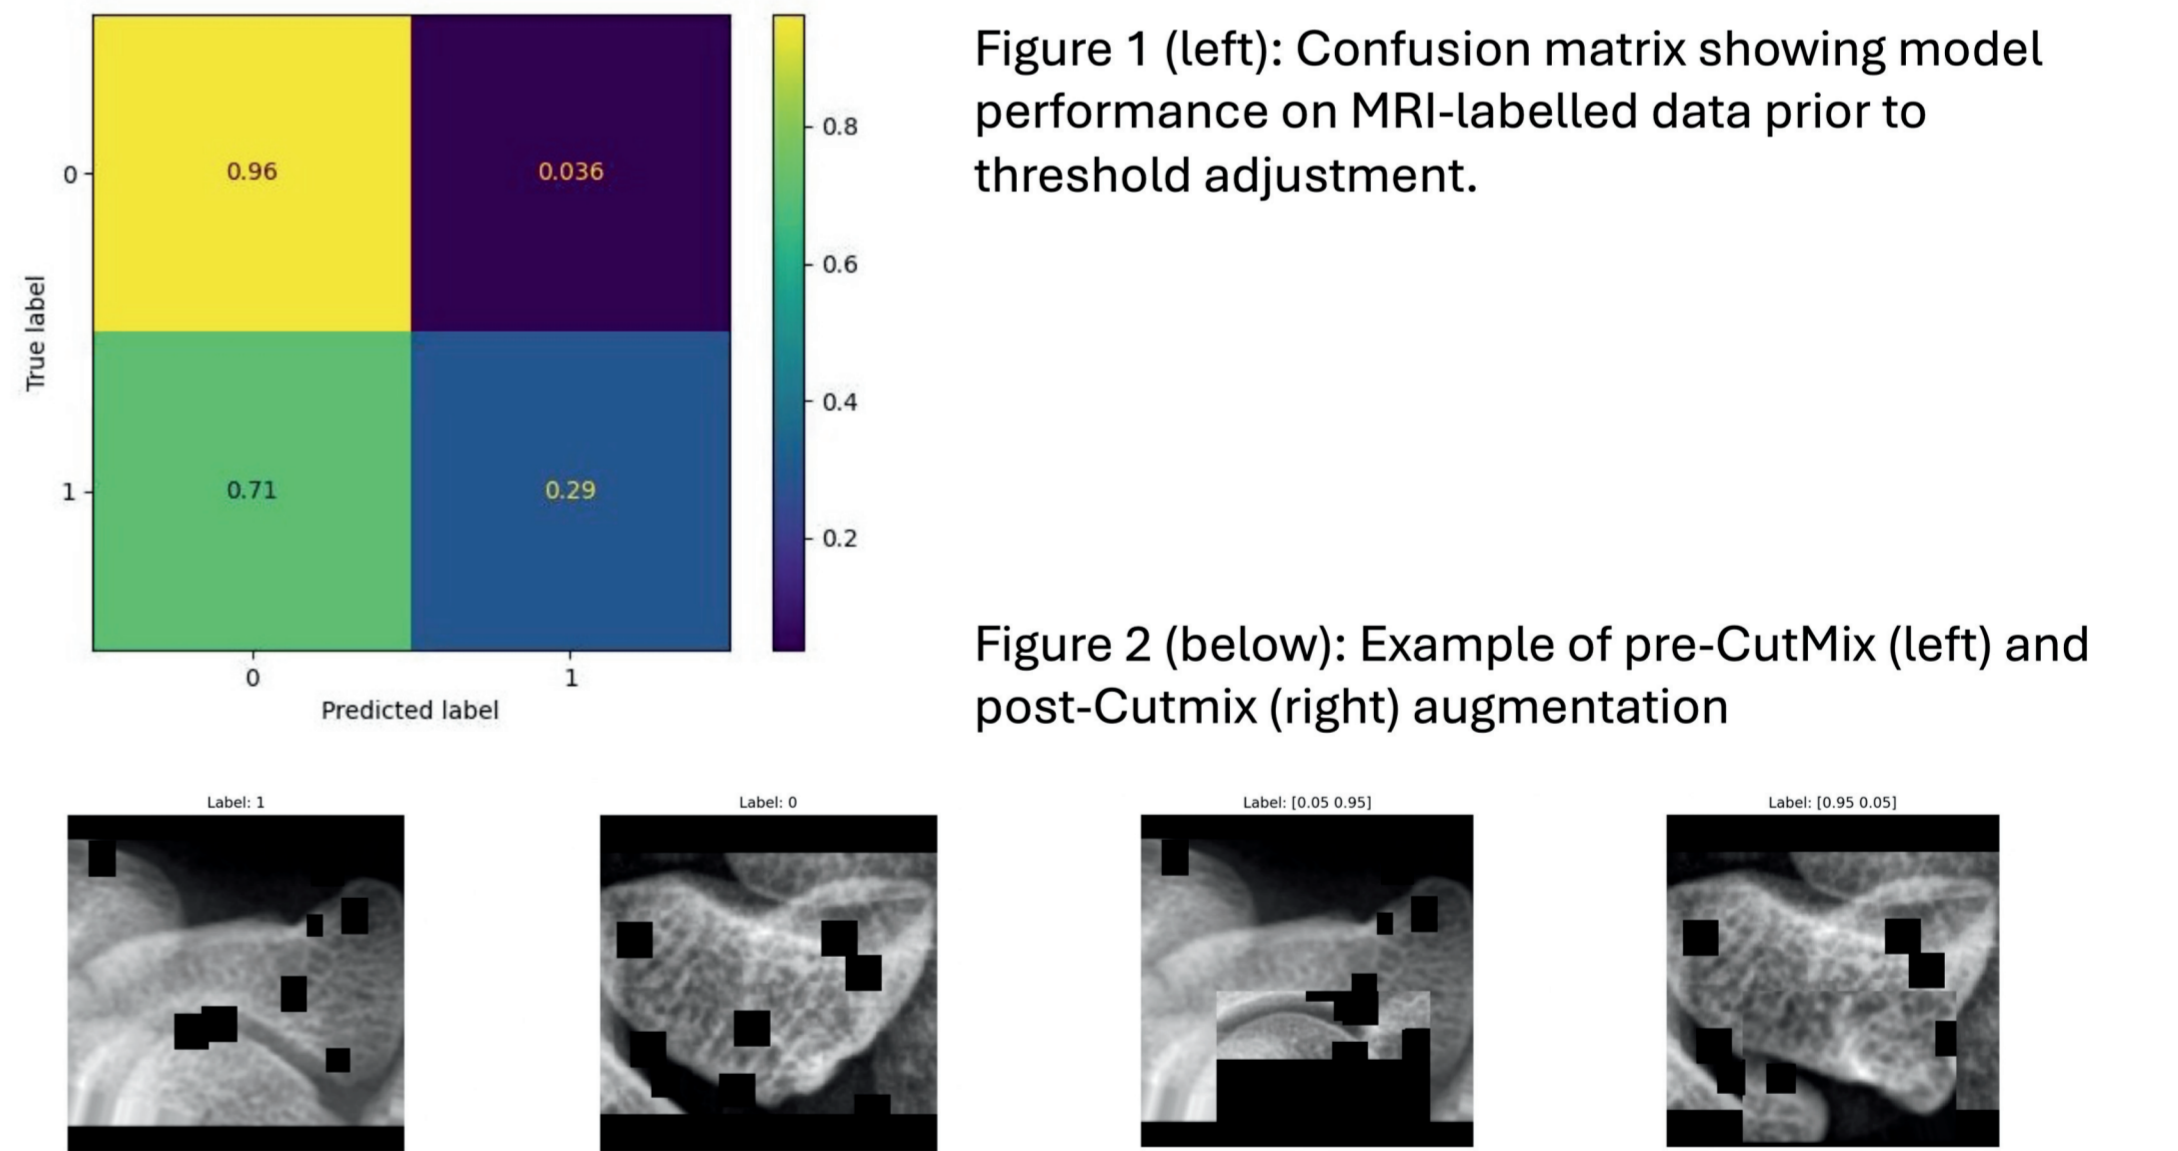 Figure 1 (left): Confusion matrix showing model
performance on MRI-labelled data prior to
threshold adjustment.
True label
0
1
0.96
0.036
0.71
0.29
0
1
Predicted label
0.8
0.6
0.4
0.2
Figure 2 (below): Example of pre-CutMix (left) and
post-Cutmix (right) augmentation
Label: 1
Label: 0
Label: [0.05 0.95]
Label: [0.95 0.05]